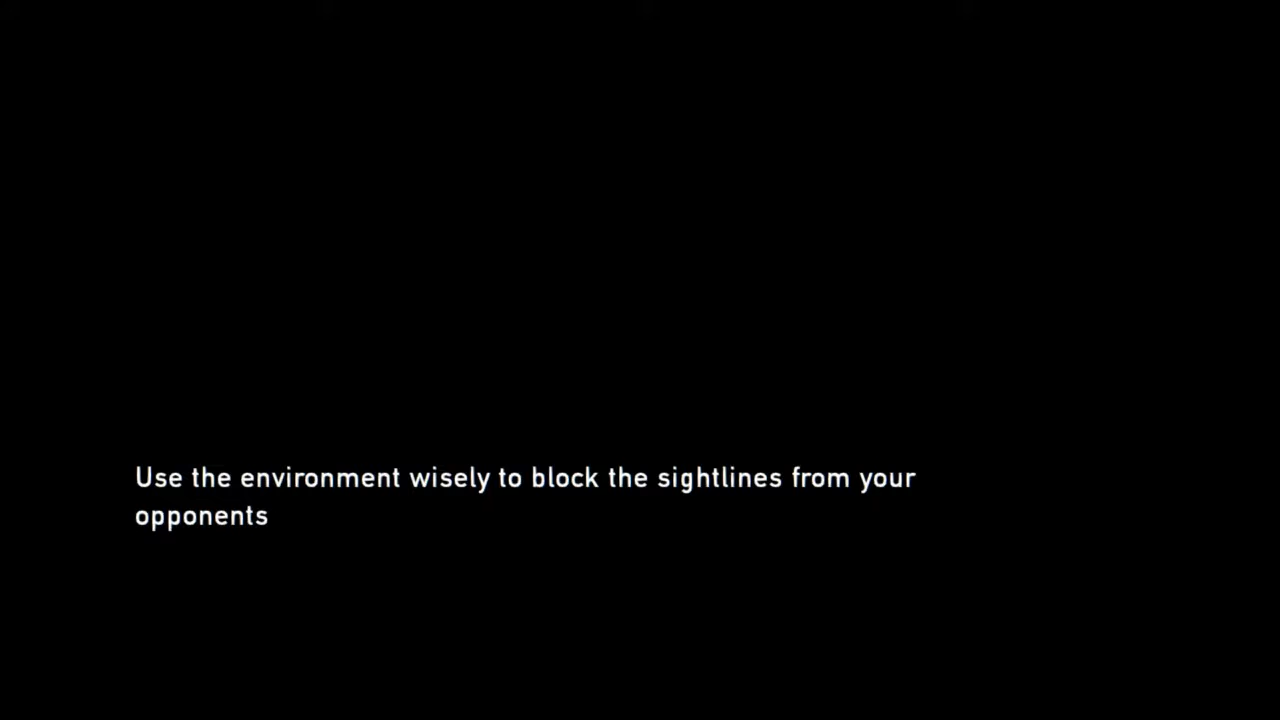 Use the environment wisely to block the sightlines from your
opponents